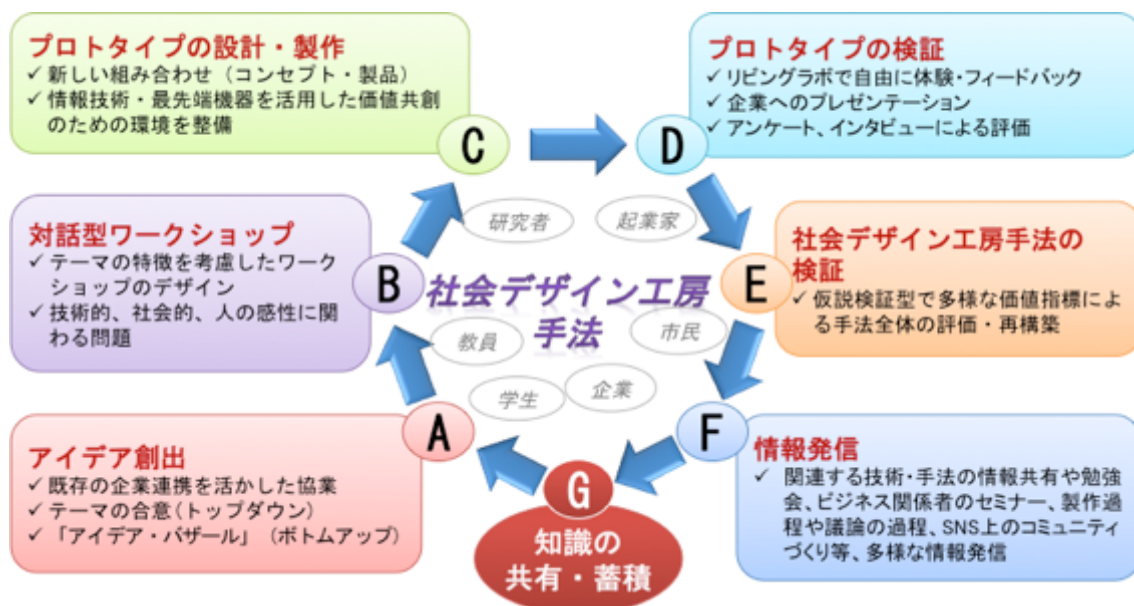 プロトタイプの設計・製作
✓ 新しい組み合わせ（コンセプト・製品）
✓ 情報技術・最先端機器を活用した価値共創
のための環境を整備
C
プロトタイプの検証
✓ リビングラボで自由に体験・フィードバック
✓ 企業へのプレゼンテーション
✓ アンケート、インタビューによる評価
D
対話型ワークショップ
✓ テーマの特徴を考慮したワーク
ショップのデザイン
✓ 技術的、社会的、人の感性に関
わる問題
B
研究者
起業家
社会デザイン工房
手法
教員
市民
学生
企業
E
社会デザイン工房手法の
検証
✓ 仮説検証型で多様な価値指標によ
る手法全体の評価・再構築
A
アイデア創出
✓ 既存の企業連携を活かした協業
✓ テーマの合意（トップダウン）
✓ 「アイデア・バザール」（ボトムアップ）
F
情報発信
✓ 関連する技術・手法の情報共有や勉強
会、ビジネス関係者のセミナー、製作過
程や議論の過程、SNS上のコミュニティ
づくり等、多様な情報発信
G
知識の
共有・蓄積